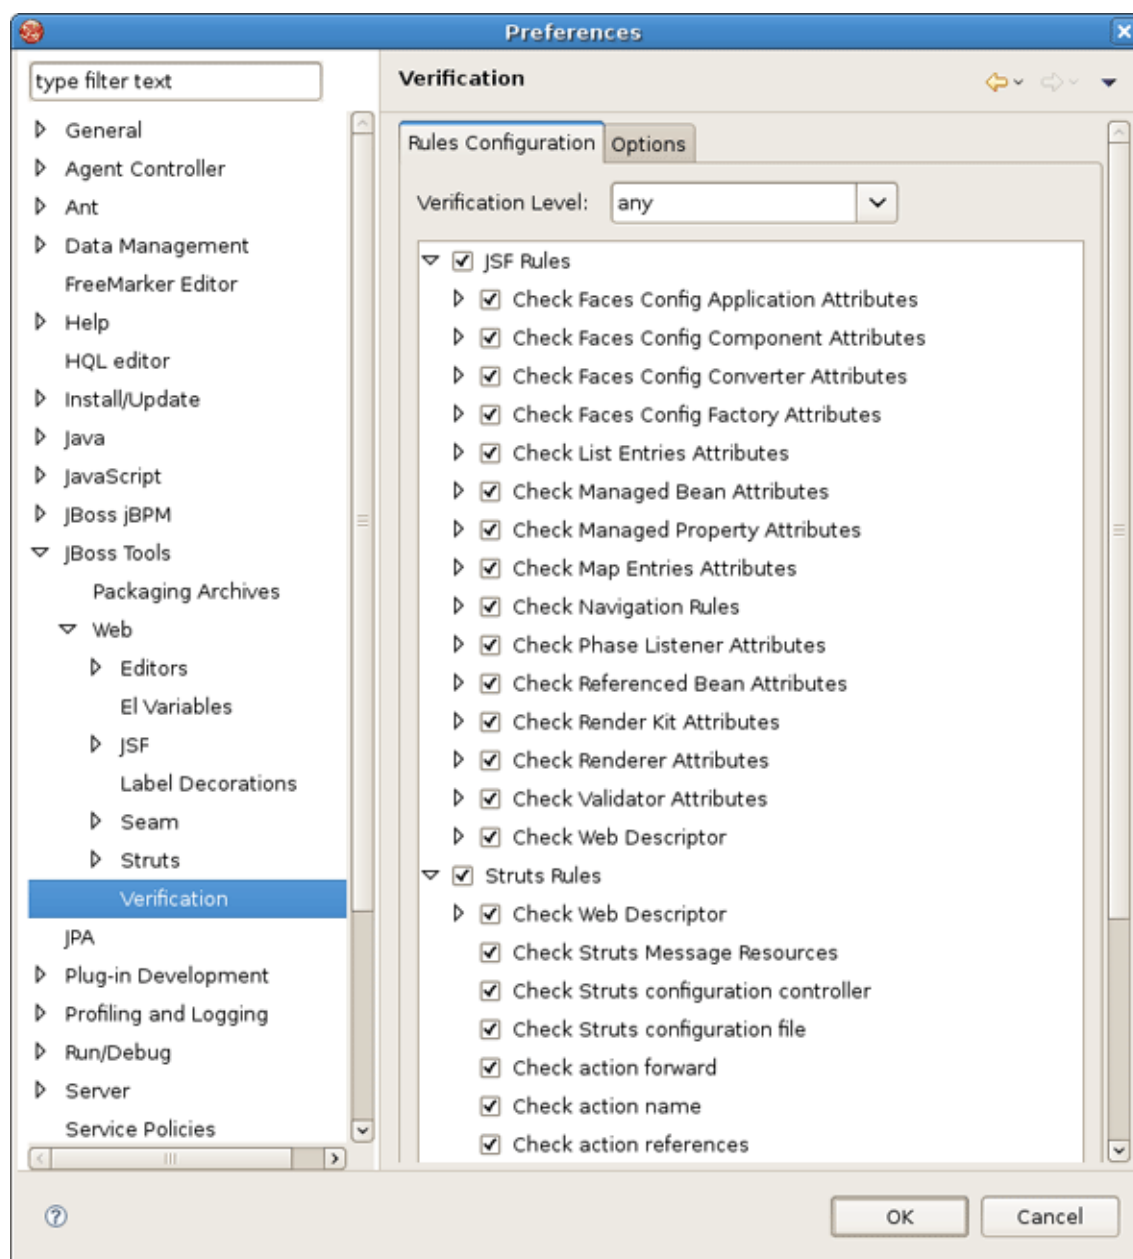 Preferences
type filter text
General
Agent Controller
Ant
Data Management
FreeMarker Editor
Help
HQL editor
Install/Update
Java
JavaScript
JBoss jBPM
JBoss Tools
Packaging Archives
Web
Editors
El Variables
JSF
Label Decorations
Seam
Struts
Verification
JPA
Plug-in Development
Profiling and Logging
Run/Debug
Server
Service Policies
Verification
Rules Configuration
Options
Verification Level:
any
JSF Rules
Check Faces Config Application Attributes
Check Faces Config Component Attributes
Check Faces Config Converter Attributes
Check Faces Config Factory Attributes
Check List Entries Attributes
Check Managed Bean Attributes
Check Managed Property Attributes
Check Map Entries Attributes
Check Navigation Rules
Check Phase Listener Attributes
Check Referenced Bean Attributes
Check Render Kit Attributes
Check Renderer Attributes
Check Validator Attributes
Check Web Descriptor
Struts Rules
Check Web Descriptor
Check Struts Message Resources
Check Struts configuration controller
Check Struts configuration file
Check action forward
Check action name
Check action references
OK
Cancel